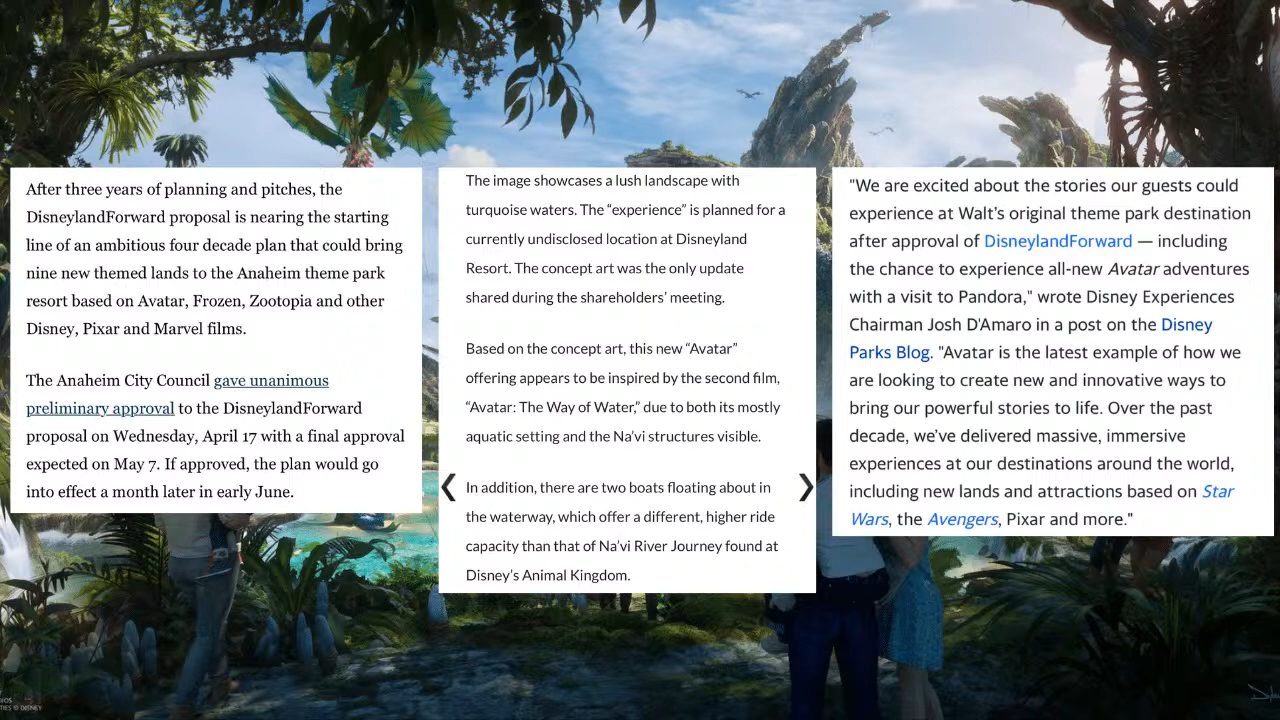 After three years of planning and pitches, the
DisneylandForward proposal is nearing the starting
line of an ambitious four decade plan that could bring
nine new themed lands to the Anaheim theme park
resort based on Avatar, Frozen, Zootopia and other
Disney, Pixar and Marvel films.
The Anaheim City Council gave unanimous
preliminary approval to the DisneylandForward
proposal on Wednesday, April 17 with a final approval
expected on May 7. If approved, the plan would go
into effect a month later in early June.
The image showcases a lush landscape with
turquoise waters. The “experience” is planned for a
currently undisclosed location at Disneyland
Resort. The concept art was the only update
shared during the shareholders’ meeting.
Based on the concept art, this new “Avatar”
offering appears to be inspired by the second film,
“Avatar: The Way of Water,” due to both its mostly
aquatic setting and the Na’vi structures visible.
In addition, there are two boats floating about in
the waterway, which offer a different, higher ride
capacity than that of Na’vi River Journey found at
Disney’s Animal Kingdom.
"We are excited about the stories our guests could
experience at Walt’s original theme park destination
after approval of DisneylandForward — including
the chance to experience all-new Avatar adventures
with a visit to Pandora," wrote Disney Experiences
Chairman Josh D'Amaro in a post on the Disney
Parks Blog. "Avatar is the latest example of how we
are looking to create new and innovative ways to
bring our powerful stories to life. Over the past
decade, we’ve delivered massive, immersive
experiences at our destinations around the world,
including new lands and attractions based on Star
Wars, the Avengers, Pixar and more."
© DISNEY